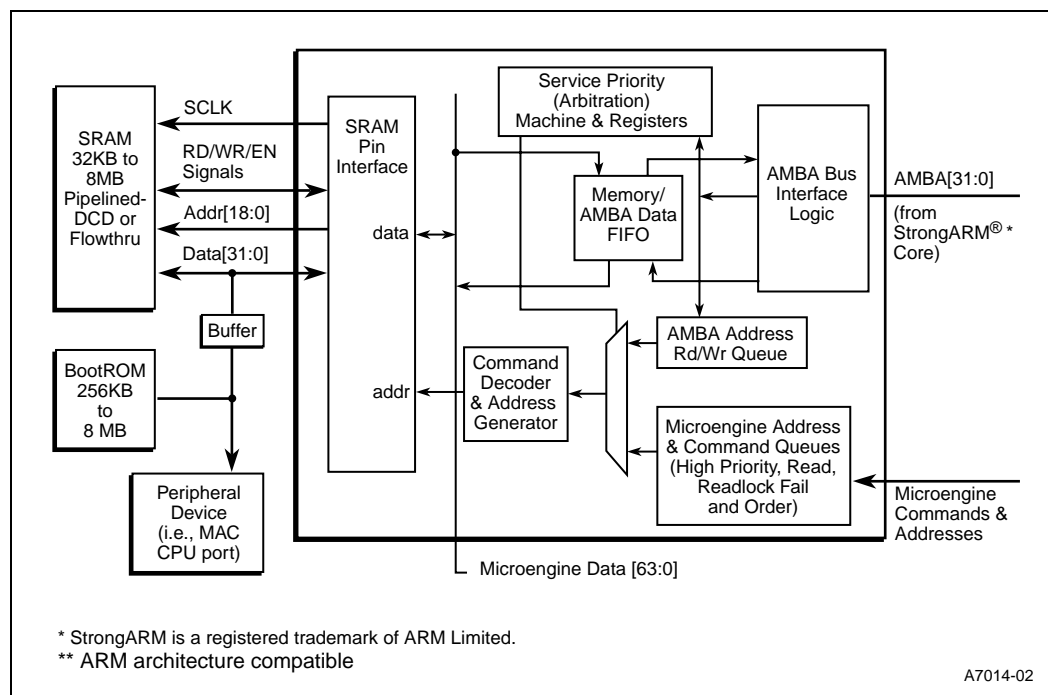 SRAM
32KB to
8MB
Pipelined-
DCD or
Flowthru
SCLK
RD/WR/EN
Signals
Addr[18:0]
Data[31:0]
Buffer
BootROM
256KB
to
8 MB
Peripheral
Device
(i.e., MAC
CPU port)
SRAM
Pin
Interface
data
addr
Service Priority
(Arbitration)
Machine & Registers
Memory/
AMBA Data
FIFO
AMBA Bus
Interface
Logic
AMBA[31:0]
(from
StrongARM® *
Core)
AMBA Address
Rd/Wr Queue
Command
Decoder
& Address
Generator
Microengine Address
& Command Queues
(High Priority, Read,
Readlock Fail
and Order)
Microengine
Commands &
Addresses
Microengine Data [63:0]
* StrongARM is a registered trademark of ARM Limited.
** ARM architecture compatible
A7014-02